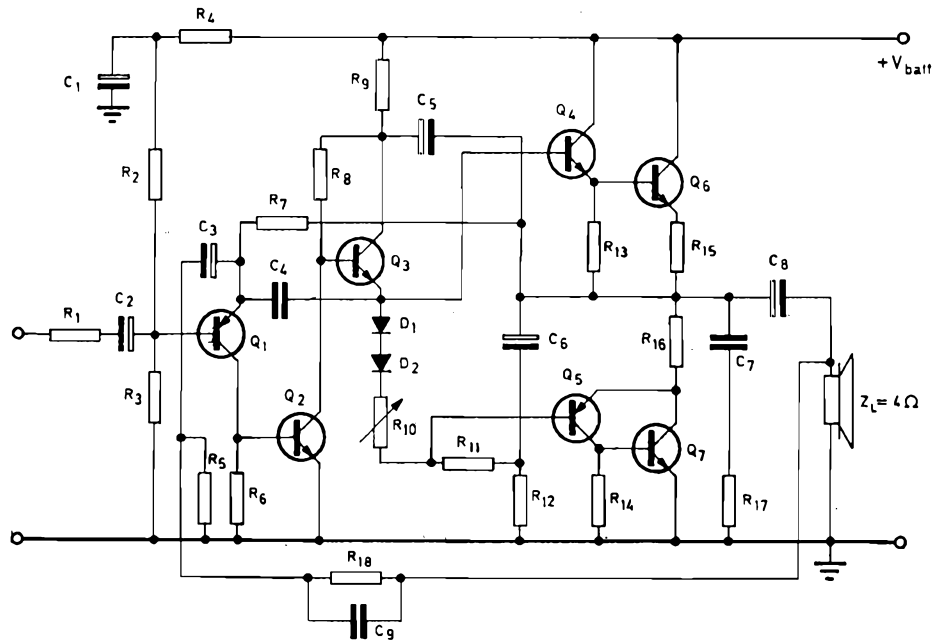 R4
+Vbatt
C1
R9
C5
Q4
R2
R8
Q6
R7
C3
Q3
R13
R15
C4
C8
R1
C2
Q1
D1
C6
R16
C7
D2
Q5
ZL = 4Ω
R3
Q2
R10
R11
Q7
R5
R6
R12
R14
R17
R18
C9